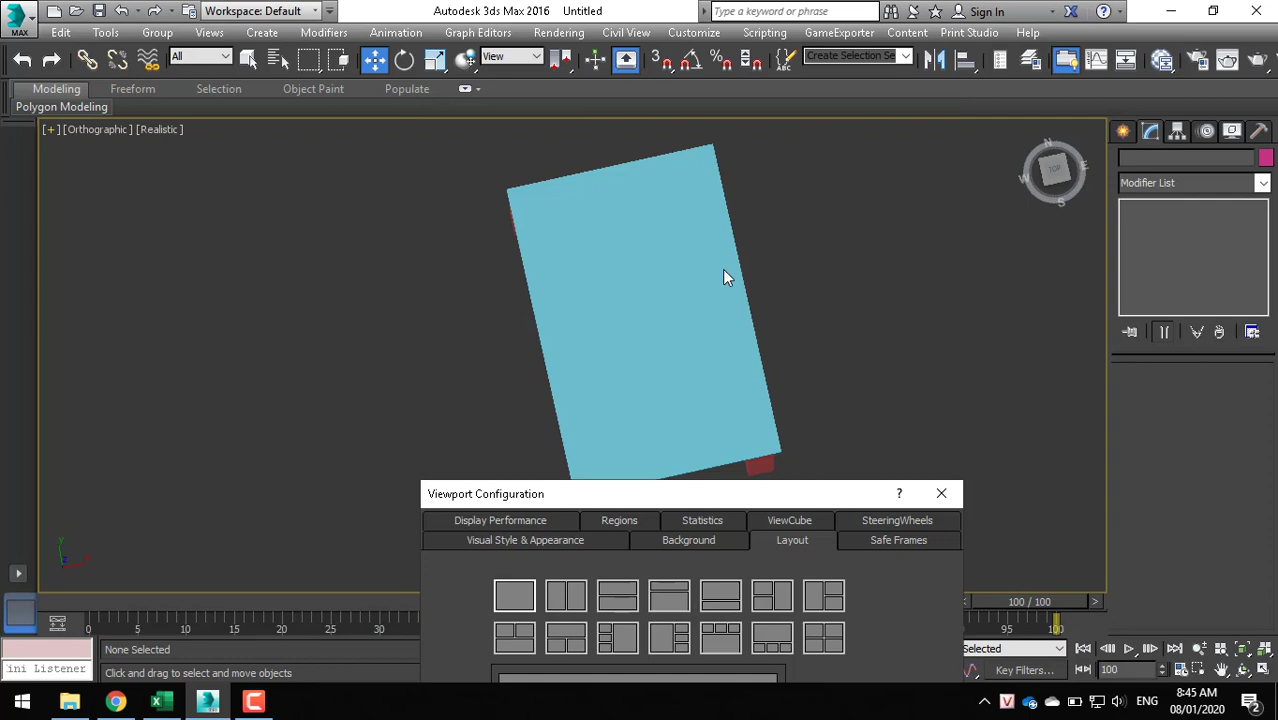 Workspace: Default
Autodesk 3ds Max 2016 Untitled
Type a keyword or phrase
Sign In
MAX
Edit Tools Group Views Create Modifiers Animation Graph Editors Rendering Civil View Customize Scripting GameExporter Content Print Studio Help
All
View
3
Create Selection Se
Modeling Freeform Selection Object Paint Populate
Polygon Modeling
[+] [Orthographic] [Realistic]
N
W TOP E
S
Modifier List
Viewport Configuration
?
Display Performance Regions Statistics ViewCube SteeringWheels
Visual Style & Appearance Background Layout Safe Frames
y
z
100 / 100
0 5 10 15 20 25 30 95 100
None Selected
Selected
ini Listener
Click and drag to select and move objects
Key Filters...
100
ENG
8:45 AM
08/01/2020
2